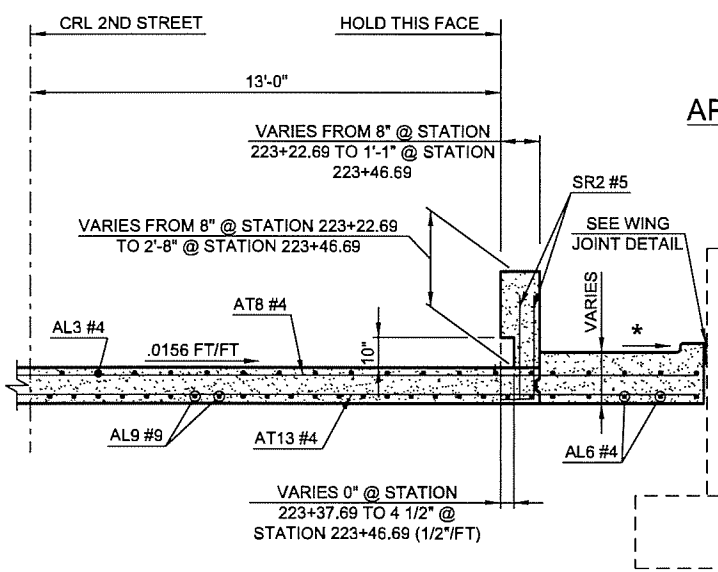 CRL 2ND STREET
HOLD THIS FACE
13'-0"
AP
VARIES FROM 8" @ STATION
223+22.69 TO 1'-1" @ STATION
223+46.69
SR2 #5
VARIES FROM 8" @ STATION 223+22.69
TO 2'-8" @ STATION 223+46.69
SEE WING
JOINT DETAIL
VARIES
*
AT8 #4
AL3 #4
.0156 FT/FT
10"
AL9 #9
AT13 #4
AL6 #4
VARIES 0" @ STATION
223+37.69 TO 4 1/2" @
STATION 223+46.69 (1/2"/FT)